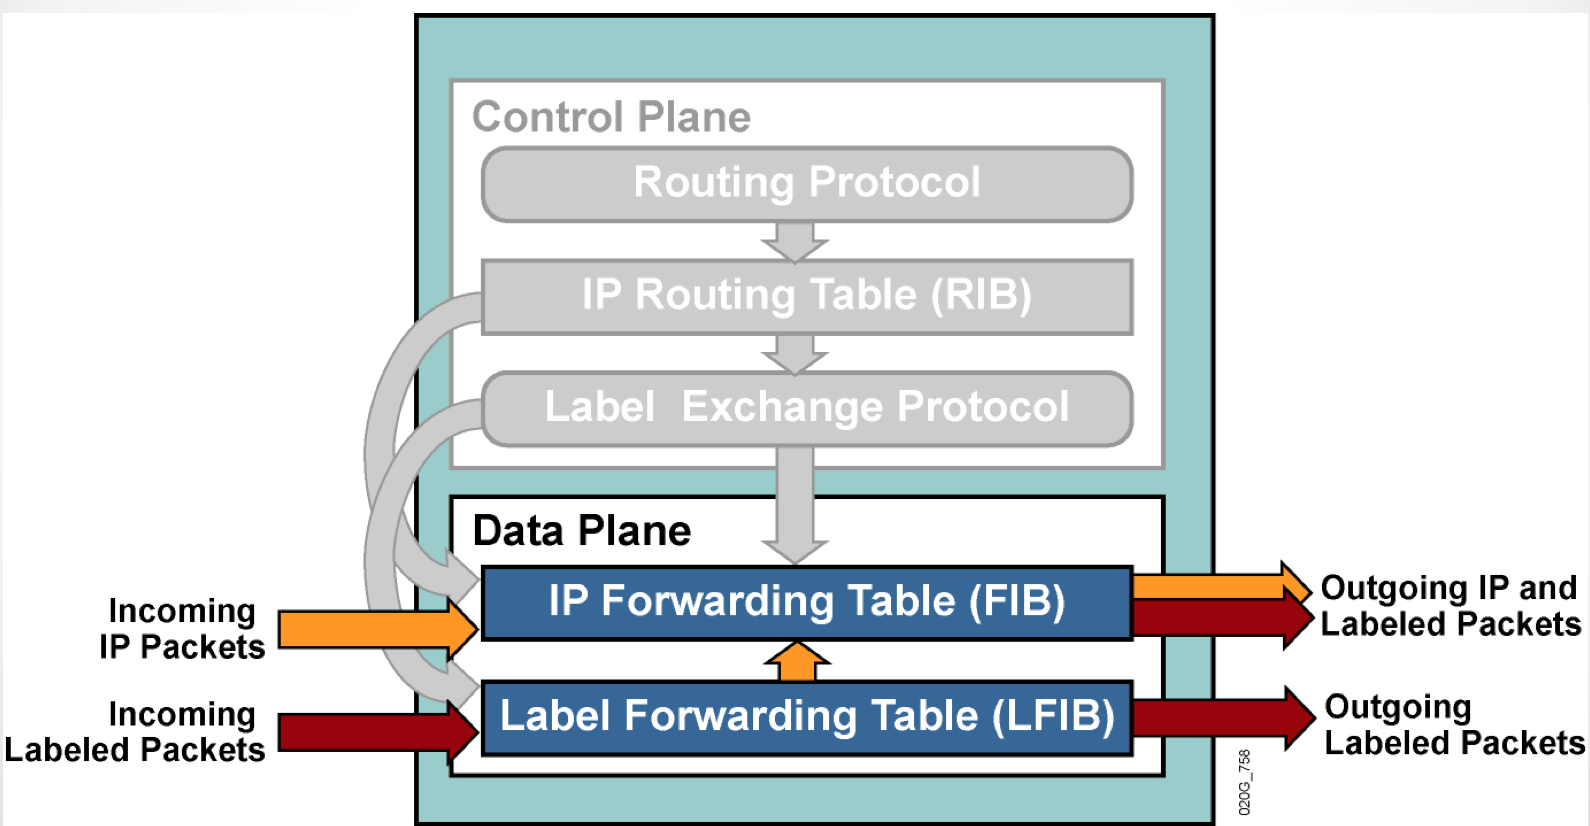 Control Plane
Routing Protocol
IP Routing Table (RIB)
Label Exchange Protocol
Data Plane
IP Forwarding Table (FIB)
Incoming
IP Packets
Outgoing IP and
Labeled Packets
Label Forwarding Table (LFIB)
Incoming
Labeled Packets
Outgoing
Labeled Packets
020G_758